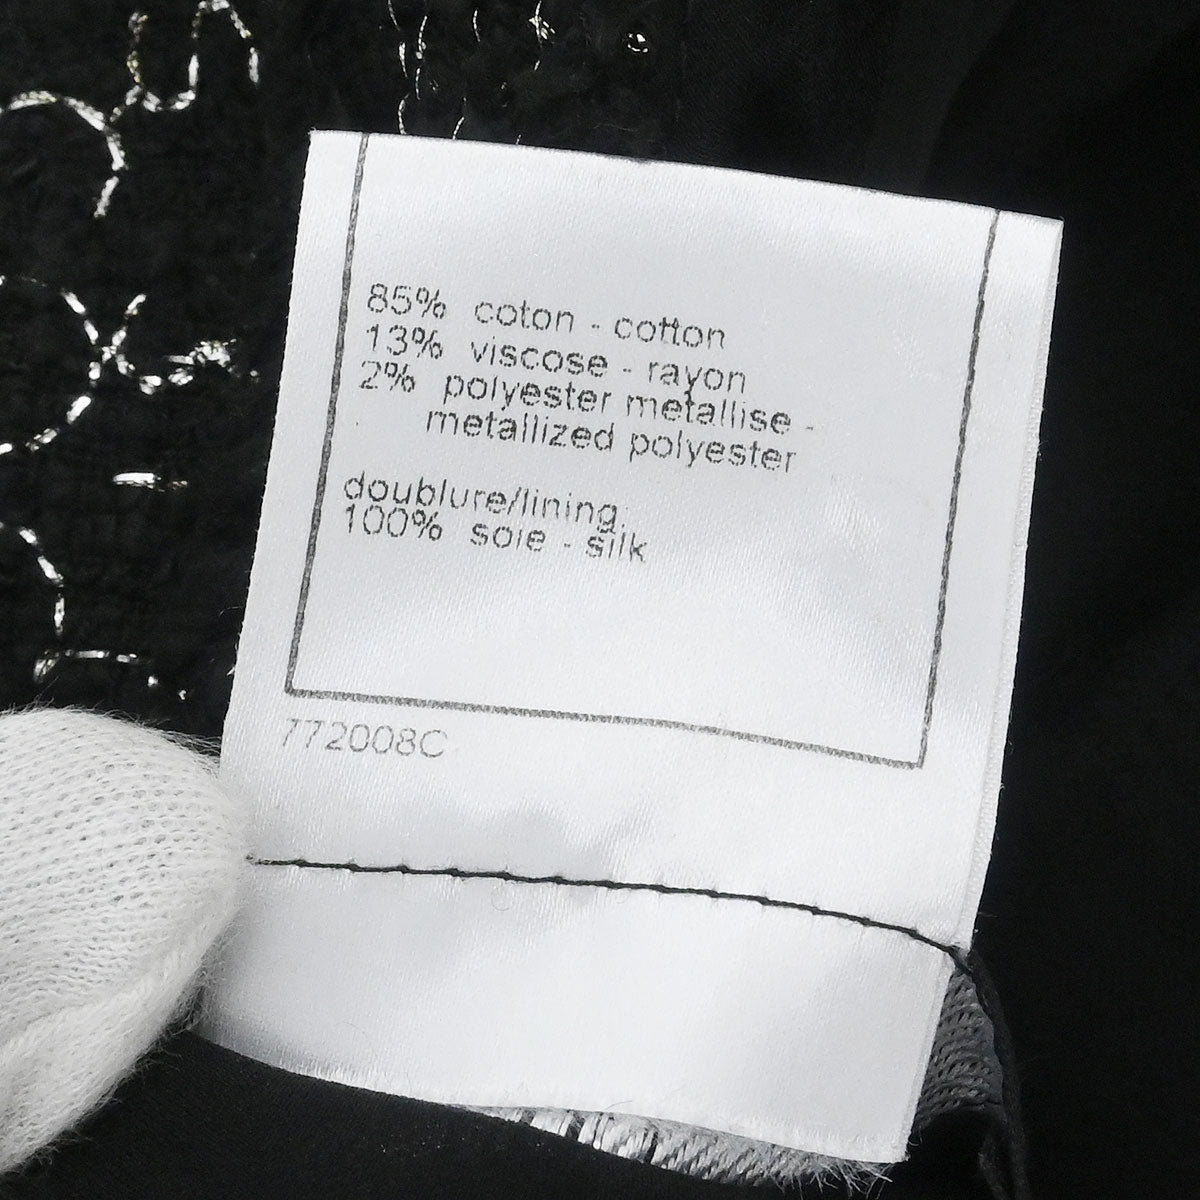 85% coton - cotton
13% viscose - rayon
2% polyester metallise -
metallized polyester
doublure/lining
100% soie - silk
772008C